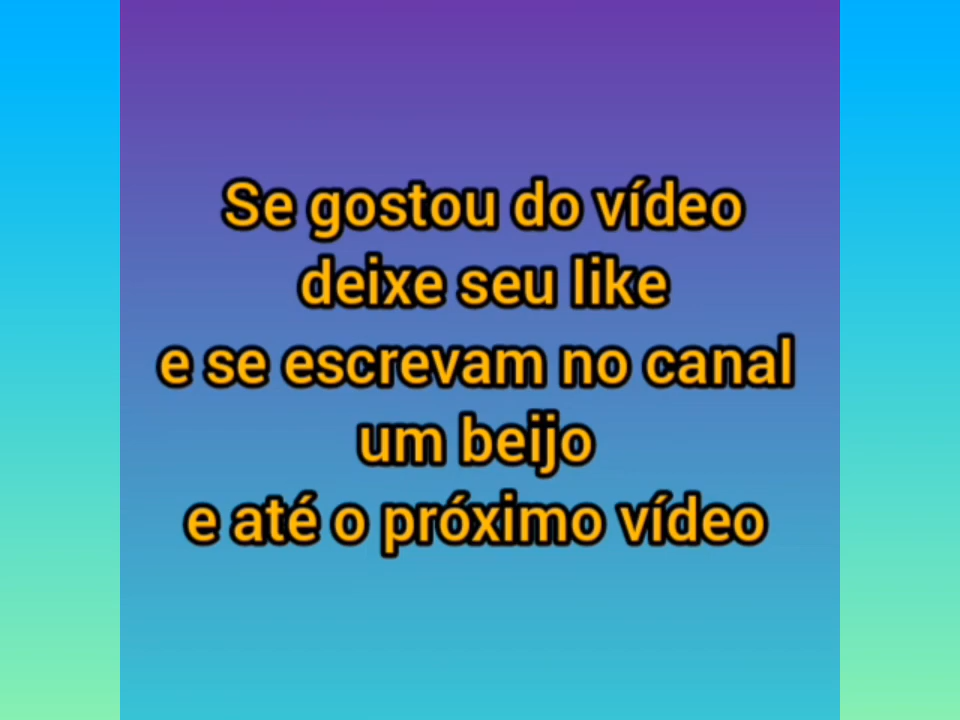 Se gostou do vídeo
deixe seu like
e se escrevam no canal
um beijo
e até o próximo vídeo